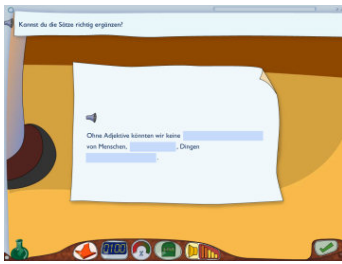 Kannst du die Sätze richtig ergänzen?
Ohne Adjektive könnten wir keine
von Menschen, , Dingen
.